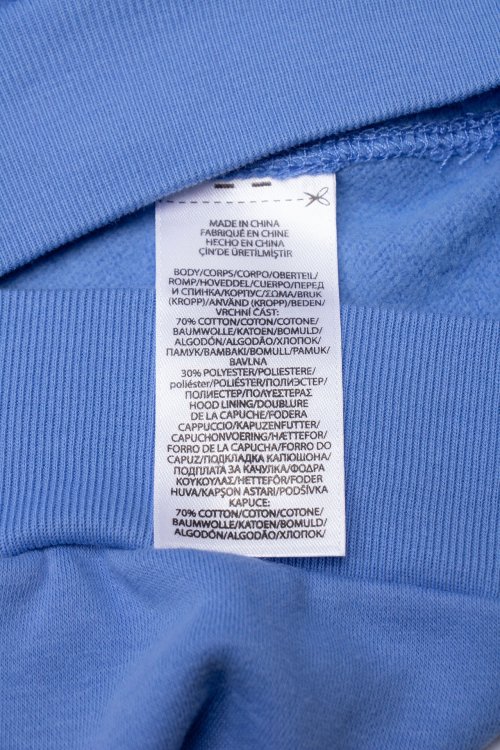 MADE IN CHINA
FABRIQUÉ EN CHINE
HECHO EN CHINO
ÇİN'DE ÜRETİLMİŞTİR
BODY/CORPS/CORPO/OBERTEIL/
ROMP/HOVEDDEL/CUERPO/ПЕРЕД
И СПИНКА/КОРПУС/ΣΩΜΑ/BRUK
(KROPP)/ANVÄND (KROPP)/BEDEN/
VRCHNÍ ČÁST:
70% COTTON/COTON/COTONE/
BAUMWOLLE/KATOEN/BOMULD/
ALGODÓN/ALGODÃO/ХЛОПОК/
ПАМУК/ΒΑΜΒΑΚΙ/BOMULL/PAMUK/
BAVLNA
30% POLYESTER/POLIESTERE/
poliéster/POLIÉSTER/ПОЛИЭСТЕР/
ПОЛИЕСТЕР/ΠΟΛΥΕΣΤΕΡΑΣ
HOOD LINING/DOUBLURE
DE LA CAPUCHE/FODERA
CAPPUCCIO/KAPUZENFUTTER/
CAPUCHONVOERING/HÆTTEFOR/
FORRO DE LA CAPUCHA/FORRO DO
CAPUZ/ПОДКЛАДКА КАПЮШОНА/
ПОДПЛАТА ЗА КАЧУЛКА/ΦΟΔΡΑ
ΚΟΥΚΟΥΛΑΣ/HETTEFÔR/FODER
HUVA/KAPŞON ASTARI/PODŠÍVKA
KAPUCE:
70% COTTON/COTON/COTONE/
BAUMWOLLE/KATOEN/BOMULD/
ALGODÓN/ALGODÃO/ХЛОПОК/